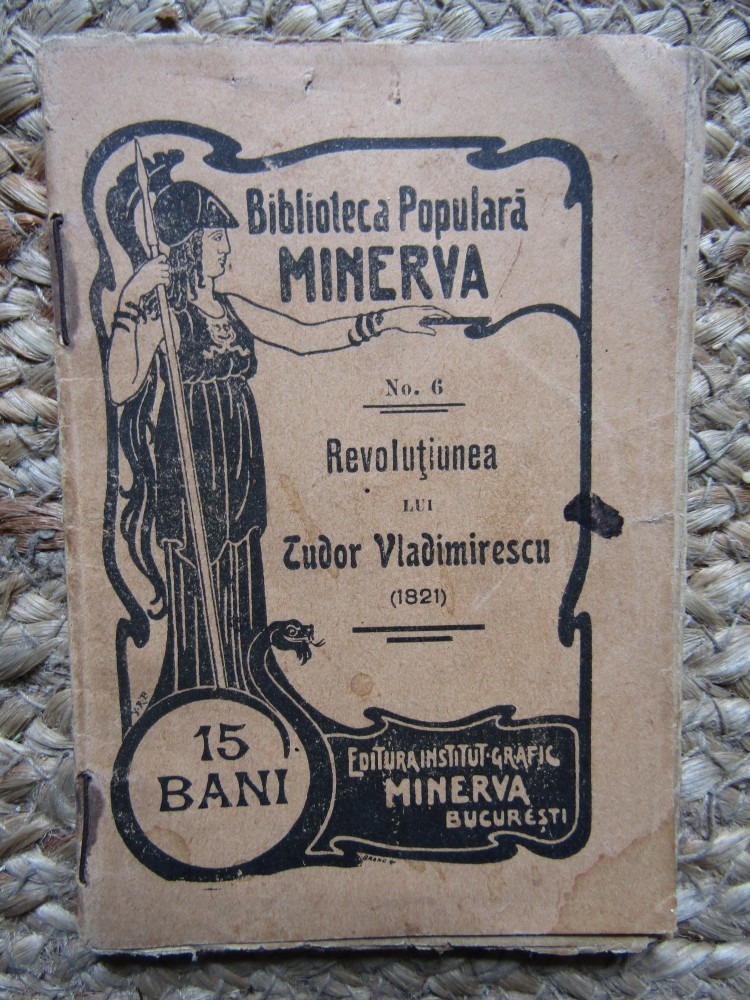 Biblioteca Populară
MINERVA
No. 6
Revoluţiunea
LUI
Tudor Vladimirescu
(1821)
15
BANI
EDITURA INSTITUT-GRAFIC
MINERVA
BUCUREŞTI